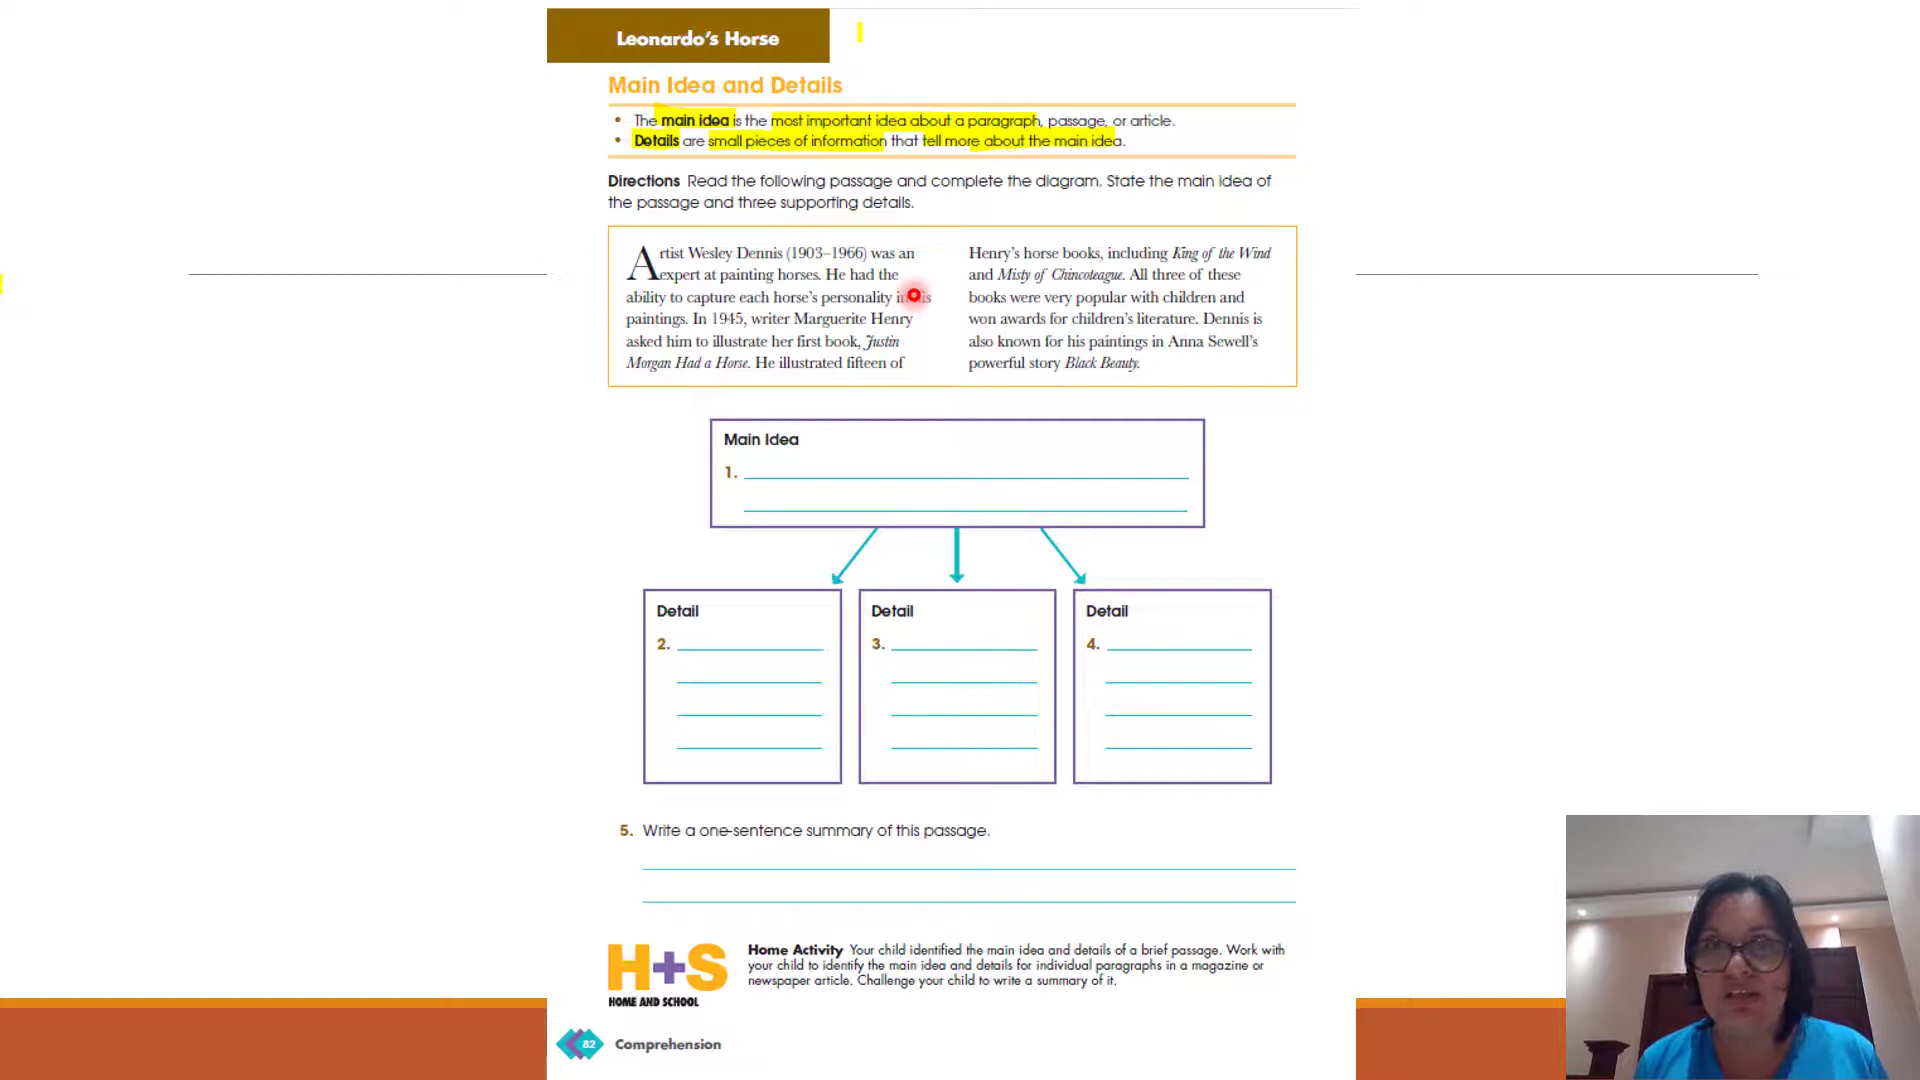 Leonardo's Horse
Main Idea and Details
• The main idea is the most important idea about a paragraph, passage, or article.
• Details are small pieces of information that tell more about the main idea.
Directions Read the following passage and complete the diagram. State the main idea of
the passage and three supporting details.
Artist Wesley Dennis (1903–1966) was an
expert at painting horses. He had the
ability to capture each horse's personality in his
paintings. In 1945, writer Marguerite Henry
asked him to illustrate her first book, Justin
Morgan Had a Horse. He illustrated fifteen of
Henry's horse books, including King of the Wind
and Misty of Chincoteague. All three of these
books were very popular with children and
won awards for children's literature. Dennis is
also known for his paintings in Anna Sewell's
powerful story Black Beauty.
Main Idea
1.
Detail
2.
Detail
3.
Detail
4.
5. Write a one-sentence summary of this passage.
H+S
HOME AND SCHOOL
Home Activity Your child identified the main idea and details of a brief passage. Work with
your child to identify the main idea and details for individual paragraphs in a magazine or
newspaper article. Challenge your child to write a summary of it.
82 Comprehension